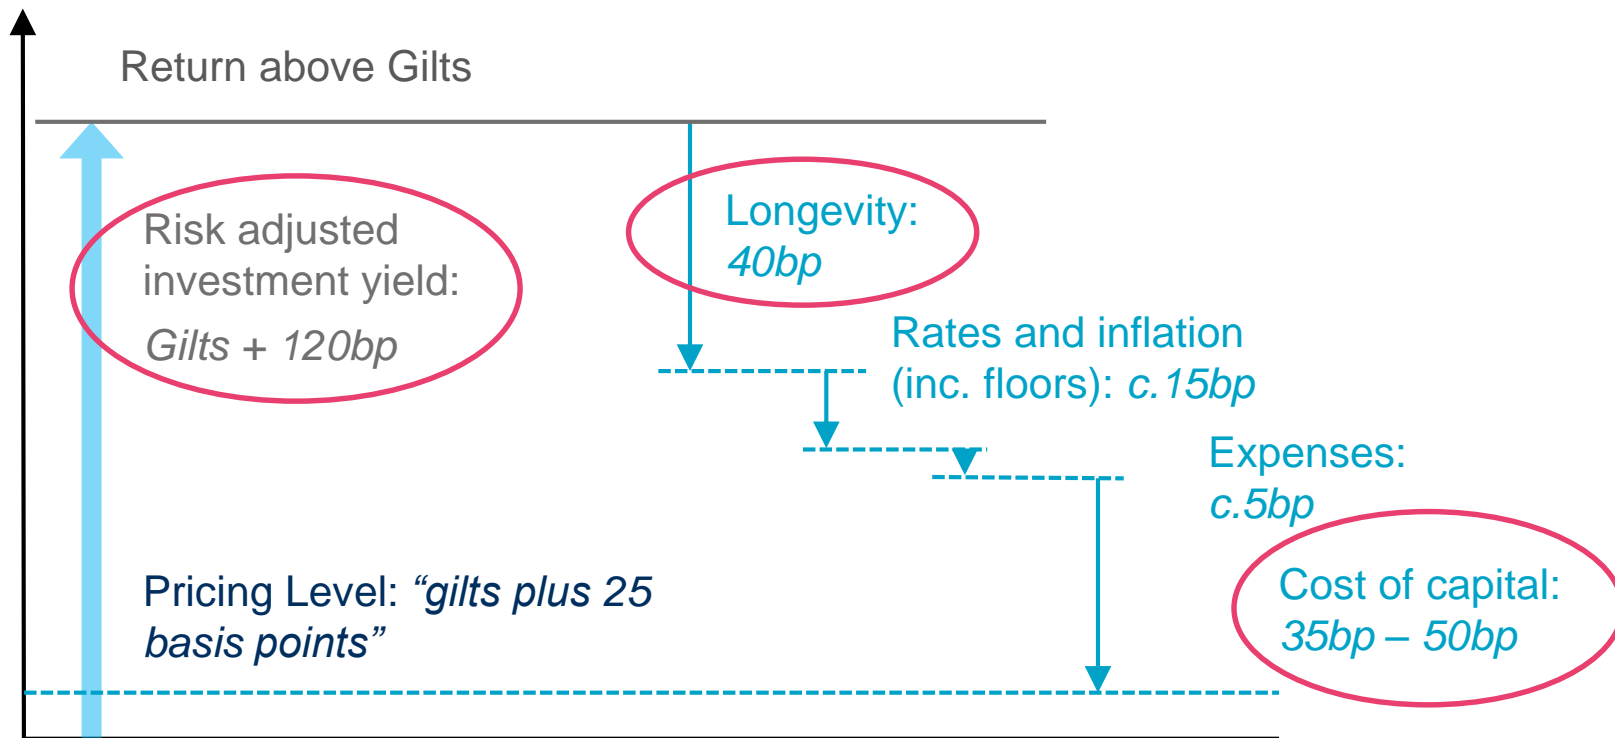 Return above Gilts
Risk adjusted
investment yield:
Gilts + 120bp
Longevity:
40bp
Rates and inflation
(inc. floors): c.15bp
Expenses:
c.5bp
Cost of capital:
35bp – 50bp
Pricing Level: “gilts plus 25
basis points”